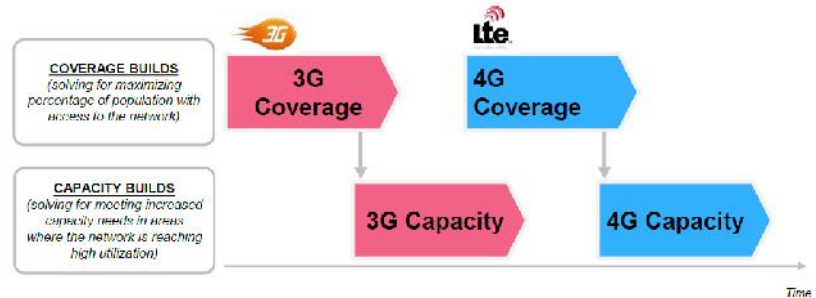 3G
Lte
COVERAGE BUILDS
(solving for maximizing
percentage of population with
access to the network)
3G
Coverage
4G
Coverage
CAPACITY BUILDS
(solving for meeting increased
capacity needs in areas
where the network is reaching
high utilization)
3G Capacity
4G Capacity
Time